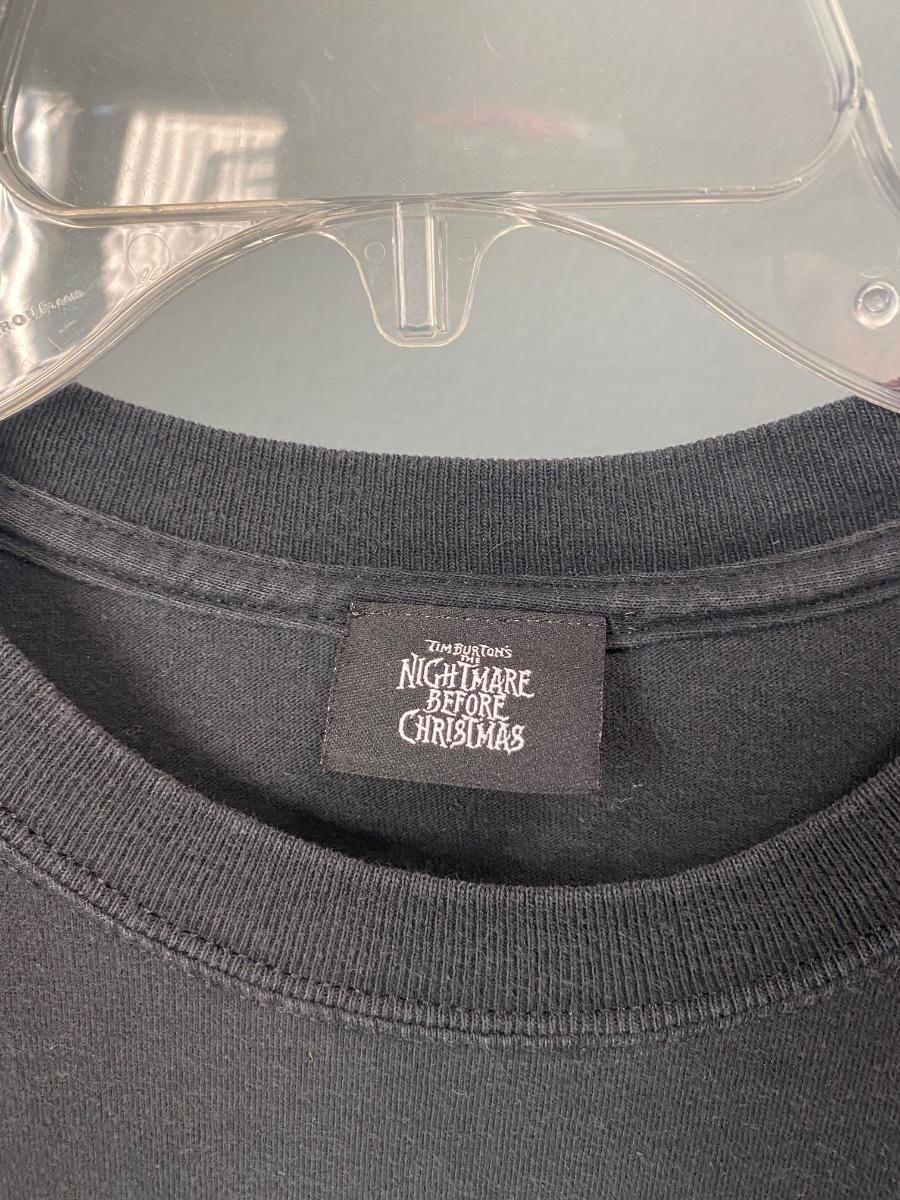 TIM BURTON'S
THE
NIGHTMARE
BEFORE
CHRISTMAS